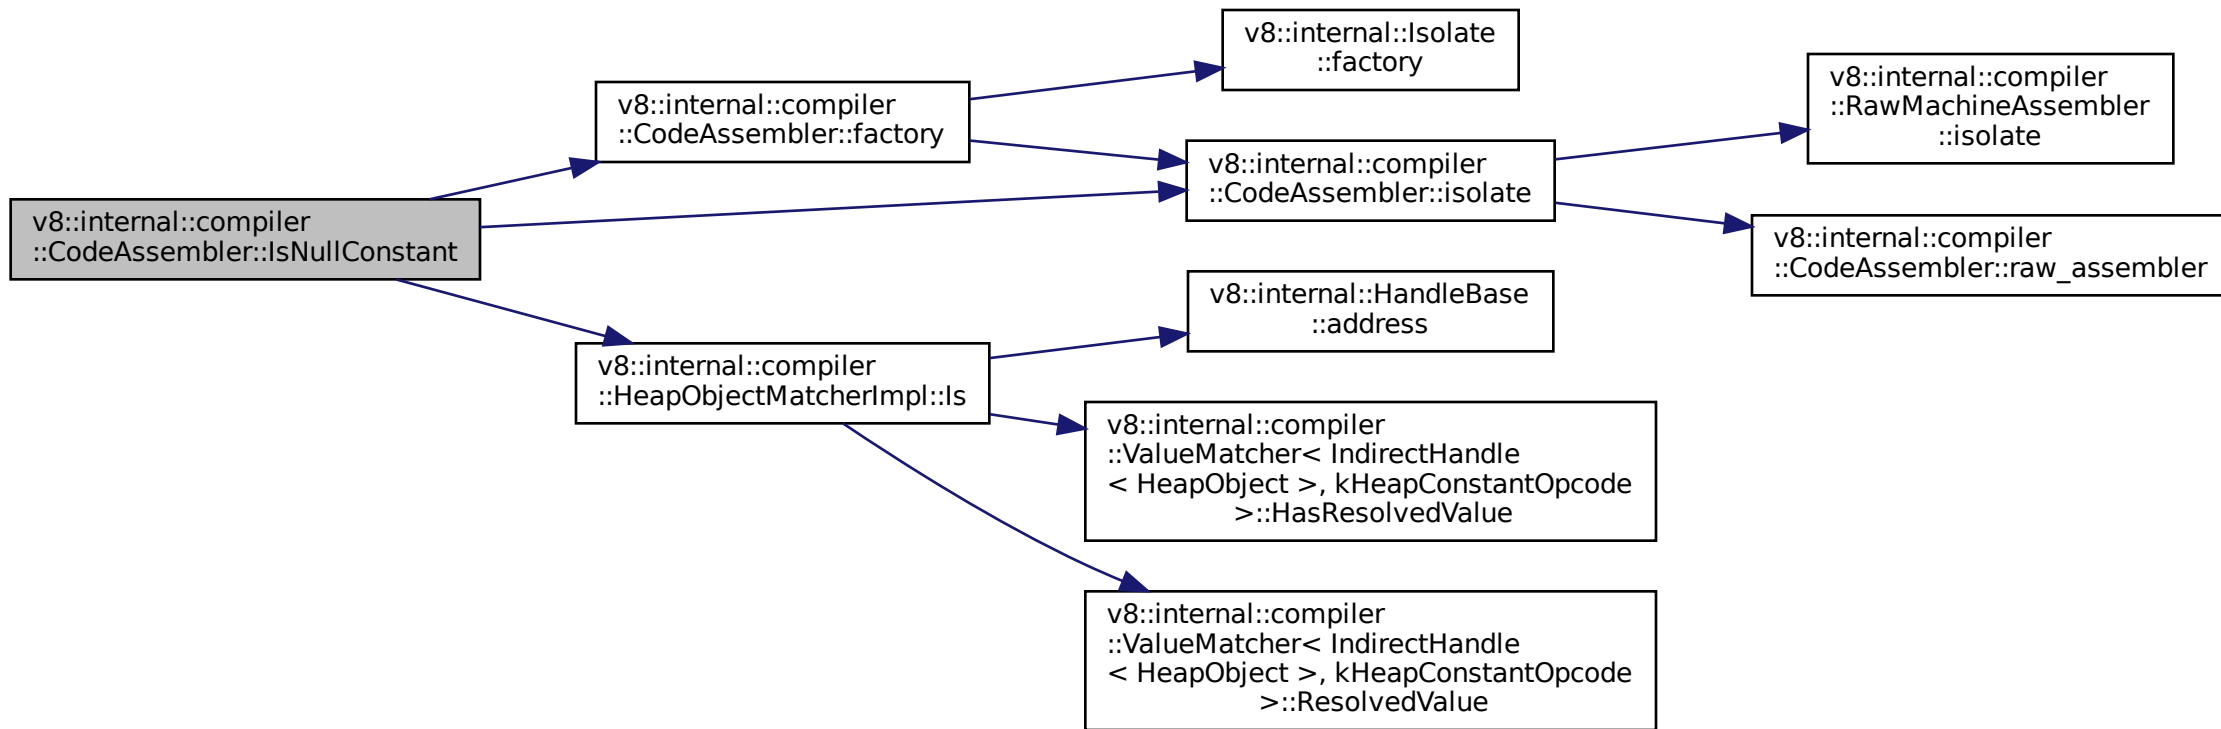 v8::internal::compiler
::CodeAssembler::IsNullConstant
v8::internal::compiler
::CodeAssembler::factory
v8::internal::Isolate
::factory
v8::internal::compiler
::CodeAssembler::isolate
v8::internal::compiler
::RawMachineAssembler
::isolate
v8::internal::compiler
::CodeAssembler::raw_assembler
v8::internal::compiler
::HeapObjectMatcherImpl::Is
v8::internal::HandleBase
::address
v8::internal::compiler
::ValueMatcher< IndirectHandle
< HeapObject >, kHeapConstantOpcode
>::HasResolvedValue
v8::internal::compiler
::ValueMatcher< IndirectHandle
< HeapObject >, kHeapConstantOpcode
>::ResolvedValue